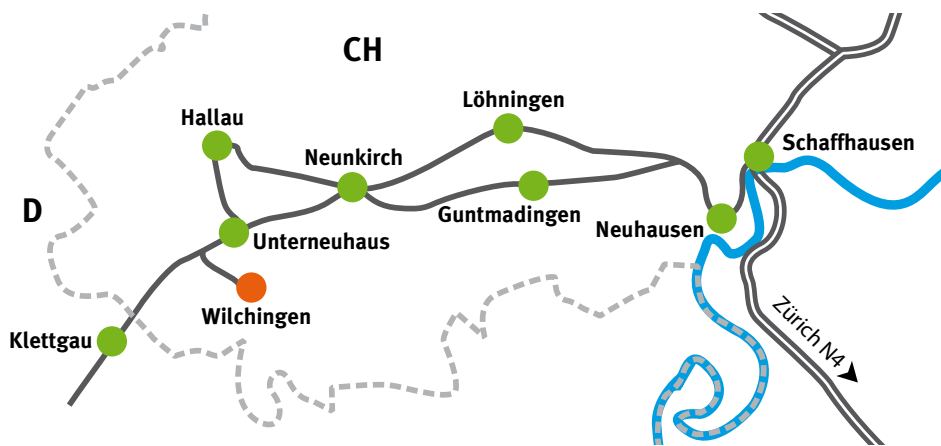 CH
Löhningen
Hallau
Schaffhausen
Neunkirch
D
Guntmadingen
Neuhausen
Unterneuhaus
Wilchingen
Klettgau
Zürich N4